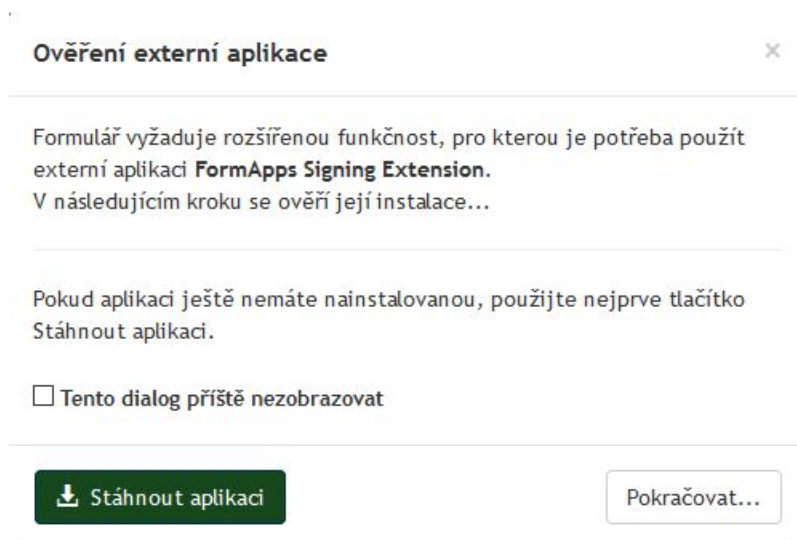 Ověření externí aplikace
×
Formulář vyžaduje rozšířenou funkčnost, pro kterou je potřeba použít
externí aplikaci FormApps Signing Extension.
V následujícím kroku se ověří její instalace...
Pokud aplikaci ještě nemáte nainstalovanou, použijte nejprve tlačítko
Stáhnout aplikaci.
Tento dialog příště nezobrazovat
Stáhnout aplikaci
Pokračovat...